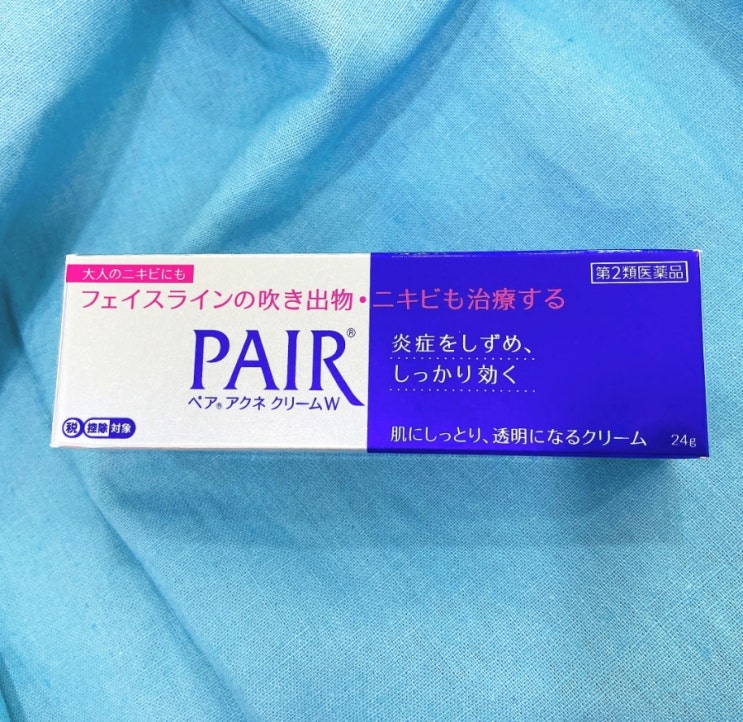 大人のニキビにも
フェイスラインの吹き出物・ニキビも治療する
第2類医薬品
PAIR®
ペア® アクネ クリームW
炎症をしずめ、
しっかり効く
税 控除対象
肌にしっとり、透明になるクリーム 24g